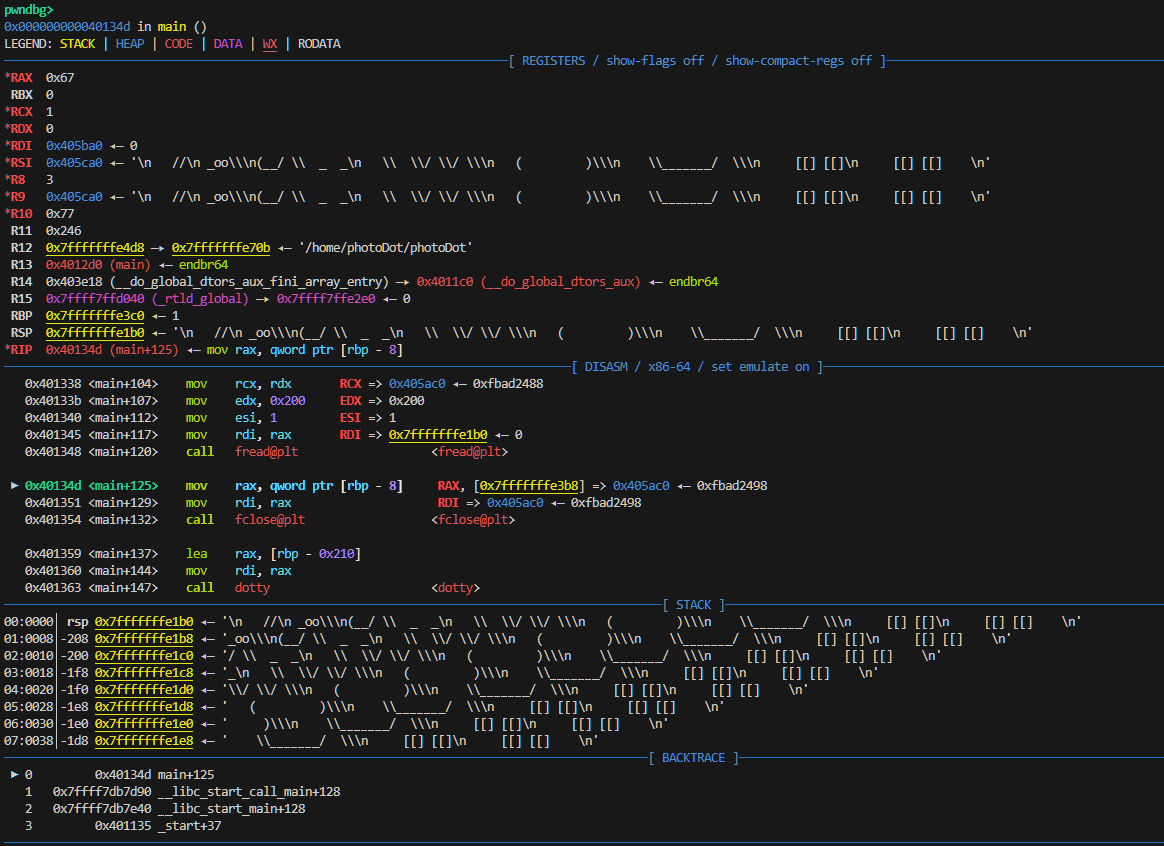 pwndbg>
0x000000000040134d in main ()
LEGEND: STACK | HEAP | CODE | DATA | WX | RODATA
[ REGISTERS / show-flags off / show-compact-regs off ]
*RAX  0x67
 RBX  0
*RCX  1
*RDX  0
*RDI  0x405ba0 ◂— 0
*RSI  0x405ca0 ◂— '\n   //\n _oo\\\n(__/ \\  _  _\n   \\  \\/ \\/ \\\n   (         )\\\n    \\_______/  \\\n     [[] [[]\n     [[] [[]    \n'
*R8   3
*R9   0x405ca0 ◂— '\n   //\n _oo\\\n(__/ \\  _  _\n   \\  \\/ \\/ \\\n   (         )\\\n    \\_______/  \\\n     [[] [[]\n     [[] [[]    \n'
*R10  0x77
 R11  0x246
 R12  0x7fffffffe4d8 —▸ 0x7fffffffe70b ◂— '/home/photoDot/photoDot'
 R13  0x4012d0 (main) ◂— endbr64
 R14  0x403e18 (__do_global_dtors_aux_fini_array_entry) —▸ 0x4011c0 (__do_global_dtors_aux) ◂— endbr64
 R15  0x7ffff7ffd040 (_rtld_global) —▸ 0x7ffff7ffe2e0 ◂— 0
 RBP  0x7fffffffe3c0 ◂— 1
 RSP  0x7fffffffe1b0 ◂— '\n   //\n _oo\\\n(__/ \\  _  _\n   \\  \\/ \\/ \\\n   (         )\\\n    \\_______/  \\\n     [[] [[]\n     [[] [[]    \n'
*RIP  0x40134d (main+125) ◂— mov rax, qword ptr [rbp - 8]
[ DISASM / x86-64 / set emulate on ]
   0x401338 <main+104>    mov    rcx, rdx       RCX => 0x405ac0 ◂— 0xfbad2488
   0x40133b <main+107>    mov    edx, 0x200     EDX => 0x200
   0x401340 <main+112>    mov    esi, 1         ESI => 1
   0x401345 <main+117>    mov    rdi, rax       RDI => 0x7fffffffe1b0 ◂— 0
   0x401348 <main+120>    call   fread@plt                   <fread@plt>
 ► 0x40134d <main+125>    mov    rax, qword ptr [rbp - 8]     RAX, [0x7fffffffe3b8] => 0x405ac0 ◂— 0xfbad2498
   0x401351 <main+129>    mov    rdi, rax                     RDI => 0x405ac0 ◂— 0xfbad2498
   0x401354 <main+132>    call   fclose@plt                  <fclose@plt>
   0x401359 <main+137>    lea    rax, [rbp - 0x210]
   0x401360 <main+144>    mov    rdi, rax
   0x401363 <main+147>    call   dotty                       <dotty>
[ STACK ]
00:0000│ rsp 0x7fffffffe1b0 ◂— '\n   //\n _oo\\\n(__/ \\  _  _\n   \\  \\/ \\/ \\\n   (         )\\\n    \\_______/  \\\n     [[] [[]\n     [[] [[]    \n'
01:0008│-208 0x7fffffffe1b8 ◂— '_oo\\\n(__/ \\  _  _\n   \\  \\/ \\/ \\\n   (         )\\\n    \\_______/  \\\n     [[] [[]\n     [[] [[]    \n'
02:0010│-200 0x7fffffffe1c0 ◂— '/ \\  _  _\n   \\  \\/ \\/ \\\n   (         )\\\n    \\_______/  \\\n     [[] [[]\n     [[] [[]    \n'
03:0018│-1f8 0x7fffffffe1c8 ◂— '_\n   \\  \\/ \\/ \\\n   (         )\\\n    \\_______/  \\\n     [[] [[]\n     [[] [[]    \n'
04:0020│-1f0 0x7fffffffe1d0 ◂— '\\/ \\/ \\\n   (         )\\\n    \\_______/  \\\n     [[] [[]\n     [[] [[]    \n'
05:0028│-1e8 0x7fffffffe1d8 ◂— '   (         )\\\n    \\_______/  \\\n     [[] [[]\n     [[] [[]    \n'
06:0030│-1e0 0x7fffffffe1e0 ◂— '     )\\\n    \\_______/  \\\n     [[] [[]\n     [[] [[]    \n'
07:0038│-1d8 0x7fffffffe1e8 ◂— '    \\_______/  \\\n     [[] [[]\n     [[] [[]    \n'
[ BACKTRACE ]
 ► 0         0x40134d main+125
   1   0x7ffff7db7d90 __libc_start_call_main+128
   2   0x7ffff7db7e40 __libc_start_main+128
   3         0x401135 _start+37